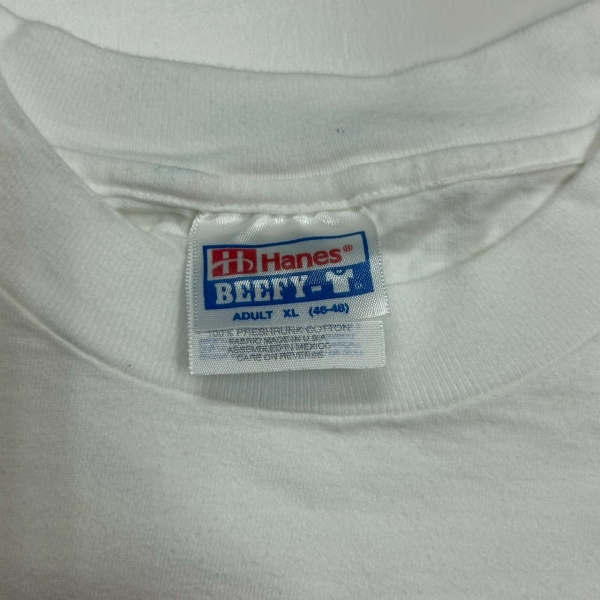 Hanes®
BEEFY-T
ADULT XL (46-48)
100% PRESHRUNK COTTON
FABRIC MADE IN U.S.A
ASSEMBLED IN MEXICO
CARE ON REVERSE